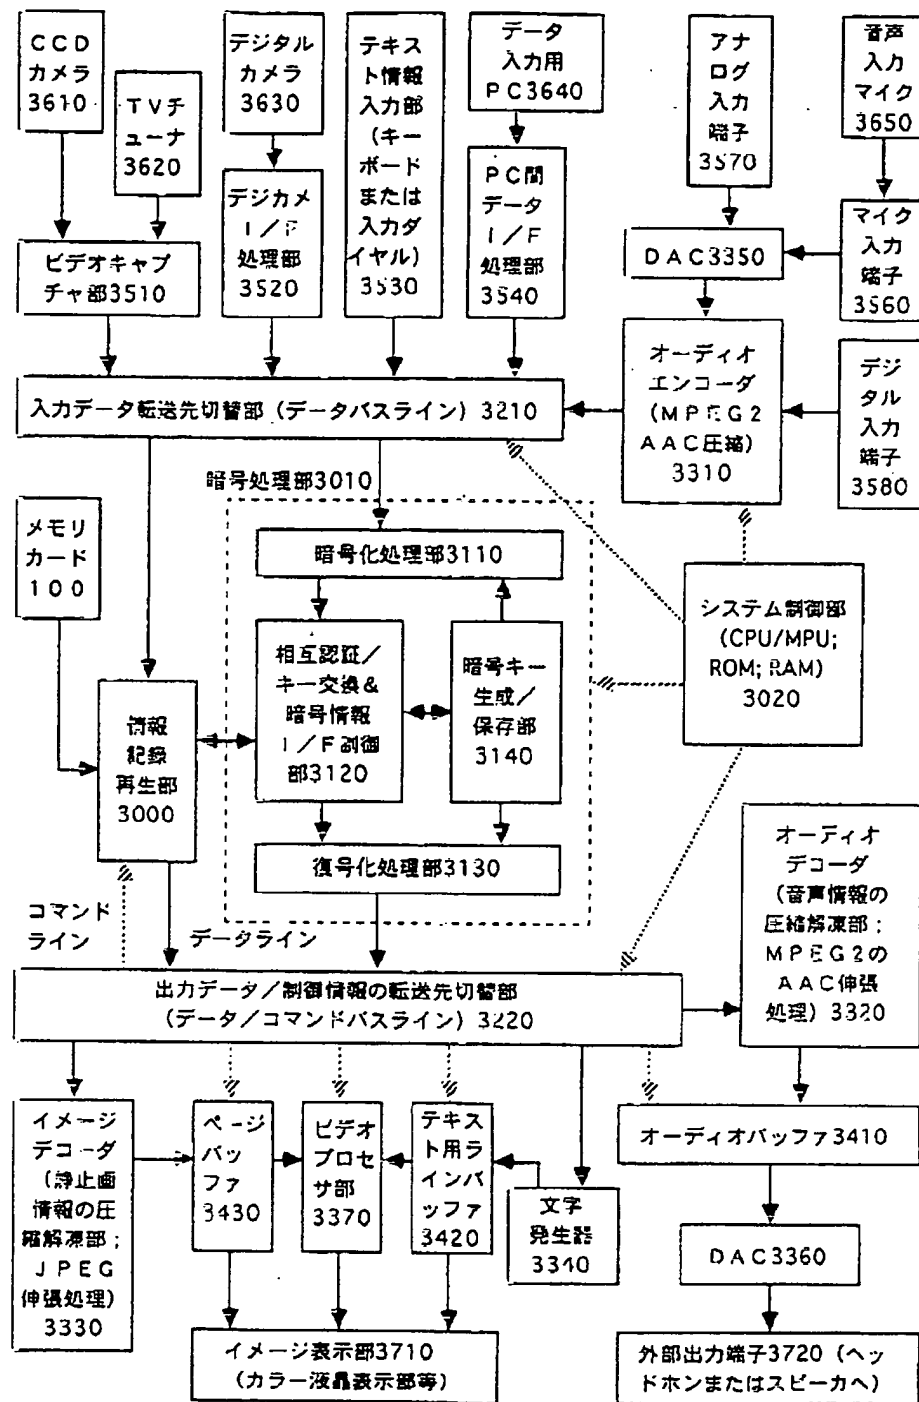 CCD
カメラ
3610
TVチ
ューナ
3620
デジタル
カメラ
3630
テキス
ト情報
入力部
(キー
ボード
または
入力ダ
イヤル)
3530
データ
入力用
PC3640
アナ
ログ
入力
端子
3570
音声
入力
マイク
3650
ビデオキャプ
チャ部3510
デジカメ
I/F
処理部
3520
PC間
データ
I/F
処理部
3540
DAC3350
マイク
入力
端子
3560
オーディオ
エンコーダ
(MPEG2
AAC圧縮)
3310
デジ
タル
入力
端子
3580
入力データ転送先切替部(データバスライン)3210
暗号処理部3010
メモリ
カード
100
暗号化処理部3110
相互認証/
キー交換&
暗号情報
I/F制御
部3120
暗号キー
生成/
保存部
3140
システム制御部
(CPU/MPU;
ROM; RAM)
3020
情報
記録
再生部
3000
復号化処理部3130
オーディオ
デコーダ
(音声情報の
圧縮解凍部;
MPEG2の
AAC伸張
処理)3320
コマンド
ライン
データライン
出力データ/制御情報の転送先切替部
(データ/コマンドバスライン)3220
イメージ
デコーダ
(静止画
情報の圧
縮解凍部;
JPEG
伸張処理)
3330
ページ
バッ
ファ
3430
ビデオ
プロセ
サ部
3370
テキス
ト用ラ
インバ
ッファ
3420
文字
発生器
3340
オーディオバッファ3410
DAC3360
イメージ表示部3710
(カラー液晶表示部等)
外部出力端子3720(ヘッ
ドホンまたはスピーカへ)